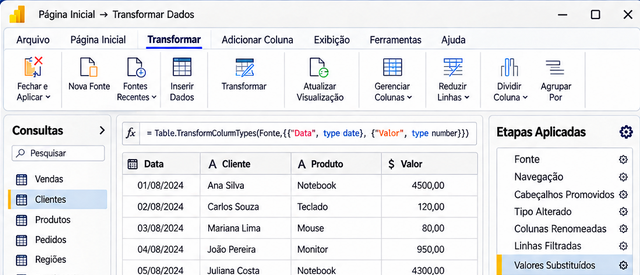 Página Inicial → Transformar Dados
Arquivo Página Inicial Transformar Adicionar Coluna Exibição Ferramentas Ajuda
Fechar e Aplicar
Nova Fonte
Fontes Recentes
Inserir Dados
Transformar
Atualizar Visualização
Gerenciar Colunas
Reduzir Linhas
Dividir Coluna
Agrupar Por
Consultas
Pesquisar
Vendas
Clientes
Produtos
Pedidos
Regiões
fx = Table.TransformColumTypes(Fonte,{{"Data", type date}, {"Valor", type number}})
Data A Cliente A Produto $ Valor
01/08/2024 Ana Silva Notebook 4500,00
02/08/2024 Carlos Souza Teclado 120,00
03/08/2024 Mariana Lima Mouse 80,00
04/08/2024 João Pereira Monitor 950,00
05/08/2024 Juliana Costa Notebook 4300,00
Etapas Aplicadas
Fonte
Navegação
Cabeçalhos Promovidos
Tipo Alterado
Colunas Renomeadas
Linhas Filtradas
Valores Substituídos